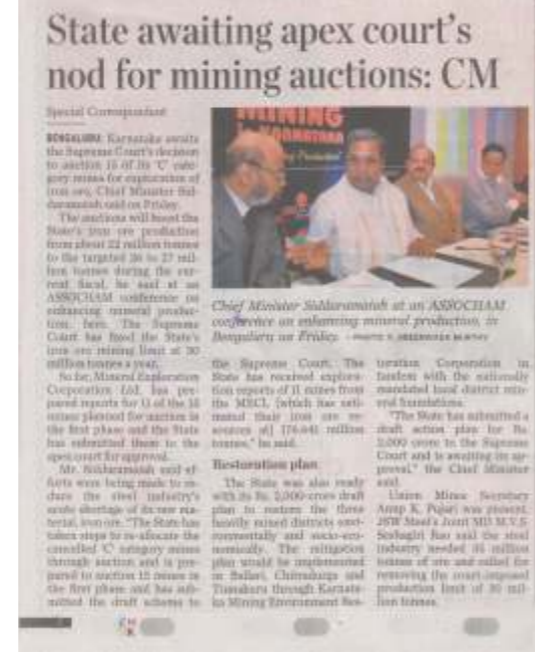 State awaiting apex court's
nod for mining auctions: CM
Special Correspondent
BENGALURU: Karnataka awaits
the Supreme Court's decision
to auction 15 of its 'C' cate-
gory mines for exploration of
iron ore, Chief Minister Sid-
daramaiah said on Friday.
The auctions will boost the
State's iron ore production
from about 22 million tonnes
to the targeted 26 to 27 mil-
lion tonnes during the cur-
rent fiscal, he said at an
ASSOCHAM conference on
enhancing mineral produc-
tion, here. The Supreme
Court has fixed the State's
iron ore mining limit at 30
million tonnes a year.
So far, Mineral Exploration
Corporation Ltd. has pre-
pared reports for 11 of the 15
mines planned for auction in
the first phase and the State
has submitted them to the
apex court for approval.
Mr. Siddaramaiah said ef-
forts were being made to re-
duce the steel industry's
acute shortage of its raw ma-
terial, iron ore. "The State has
taken steps to re-allocate the
cancelled 'C' category mines
through auction and is pre-
pared to auction 15 mines in
the first phase and has sub-
mitted the draft scheme to
MINING
in KARNATAKA
Chief Minister Siddaramaiah at an ASSOCHAM
conference on enhancing mineral production, in
Bengaluru on Friday. – PHOTO:
the Supreme Court. The
State has received explora-
tion reports of 11 mines from
the MECL, [which has esti-
mated their iron ore re-
sources at] million
tonnes," he said.
Restoration plan
The State was also ready
with its Rs. 2,000-crore draft
plan to restore the three
heavily mined districts envi-
ronmentally and socio-eco-
nomically. The mitigation
plan would be implemented
in Ballari, Chitradurga and
Tumakuru through Karnata-
ka Mining Environment Res-
toration Corporation in
tandem with the nationally
mandated local district min-
eral foundations.
"The State has submitted a
draft action plan for Rs.
2,000 crore to the Supreme
Court and is awaiting its ap-
proval," the Chief Minister
said.
Union Mines Secretary
Anup K. Pujari was present.
JSW Steel's Joint MD M.V.S.
Seshagiri Rao said the steel
industry needed 35 million
tonnes of ore and called for
removing the court-imposed
production limit of 30 mil-
lion tonnes.